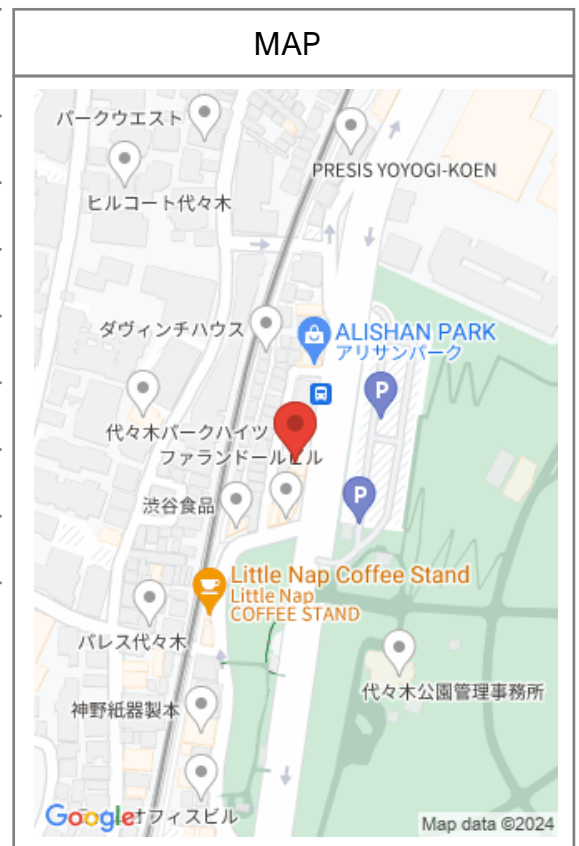 MAP
パークウエスト
PRESIS YOYOGI-KOEN
ヒルコート代々木
ダヴィンチハウス
ALISHAN PARK
アリサンパーク
P
代々木パークハイツ
ファランドールビル
P
渋谷食品
Little Nap Coffee Stand
Little Nap
COFFEE STAND
パレス代々木
代々木公園管理事務所
神野紙器製本
Google
オフィスビル
Map data ©2024